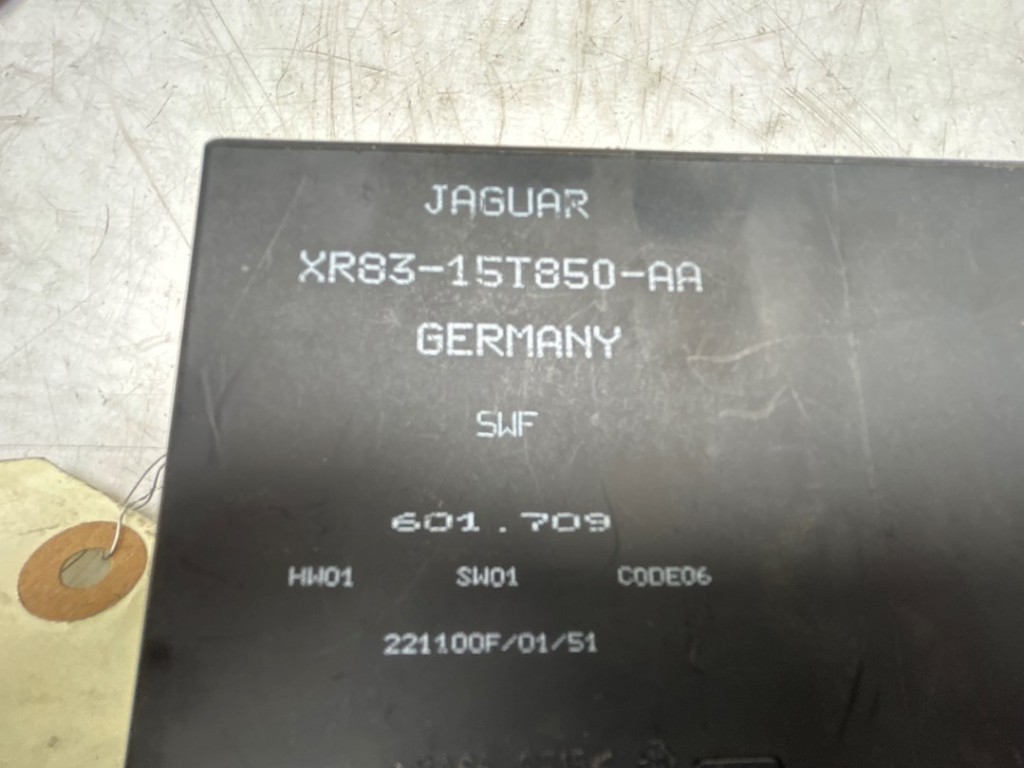 JAGUAR
XR83-15T850-AA
GERMANY
SWF
601.709
HW01 SW01 CODE06
221100F/01/51